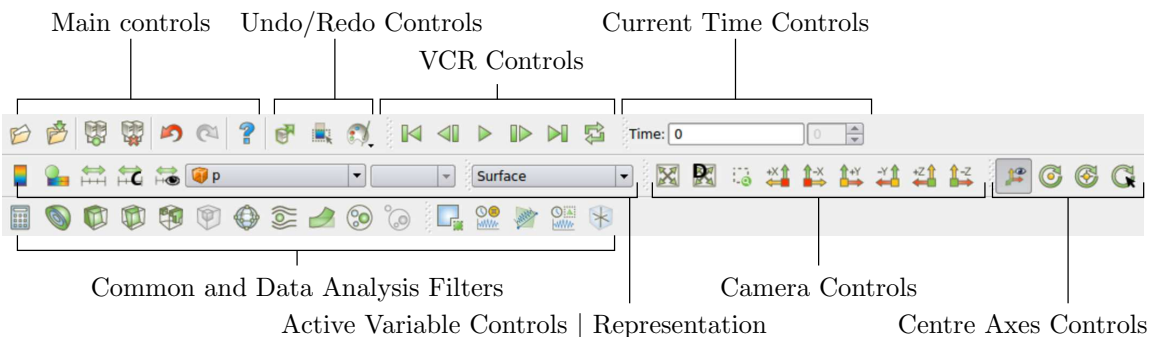 Main controls
Undo/Redo Controls
Current Time Controls
VCR Controls
?
Time: 0
0
C
p
Surface
D
+X
-X
+Y
-Y
+Z
-Z
Common and Data Analysis Filters
Camera Controls
Active Variable Controls | Representation
Centre Axes Controls